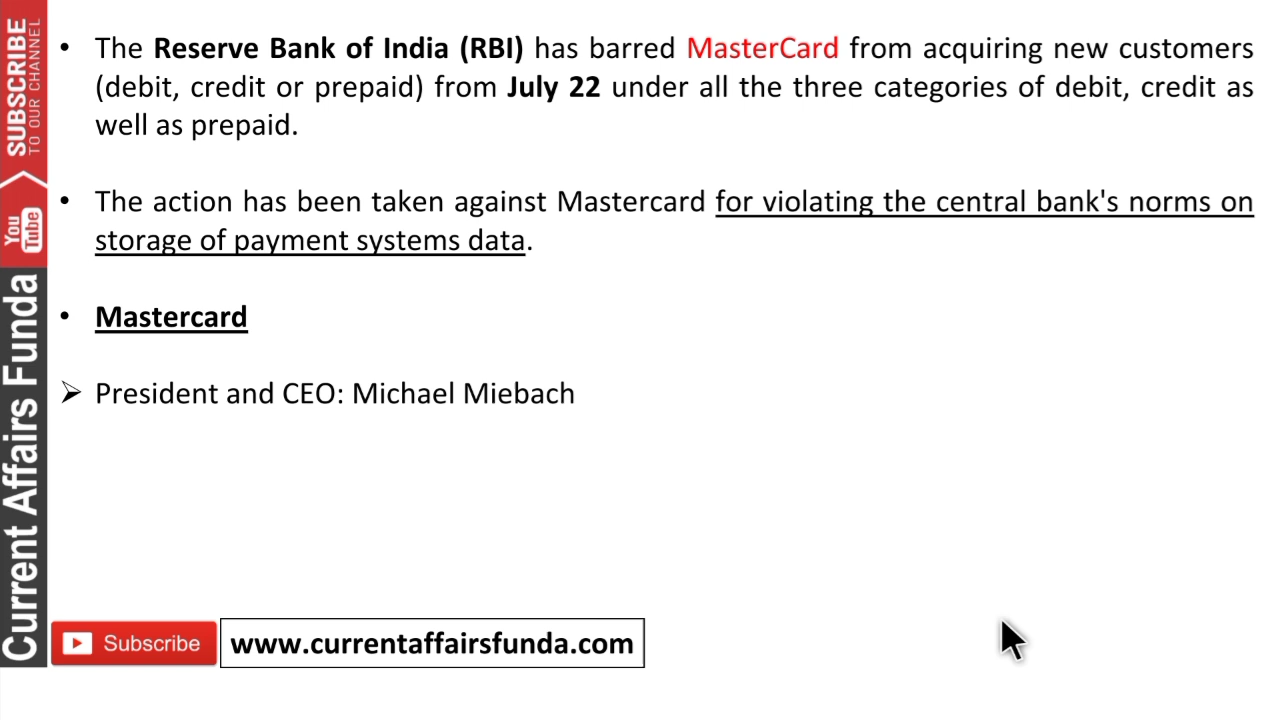 • The Reserve Bank of India (RBI) has barred MasterCard from acquiring new customers
(debit, credit or prepaid) from July 22 under all the three categories of debit, credit as
well as prepaid.
• The action has been taken against Mastercard for violating the central bank's norms on
storage of payment systems data.
• Mastercard
➢ President and CEO: Michael Miebach
SUBSCRIBE
TO OUR CHANNEL
You
Tube
Current Affairs Funda
Subscribe
www.currentaffairsfunda.com